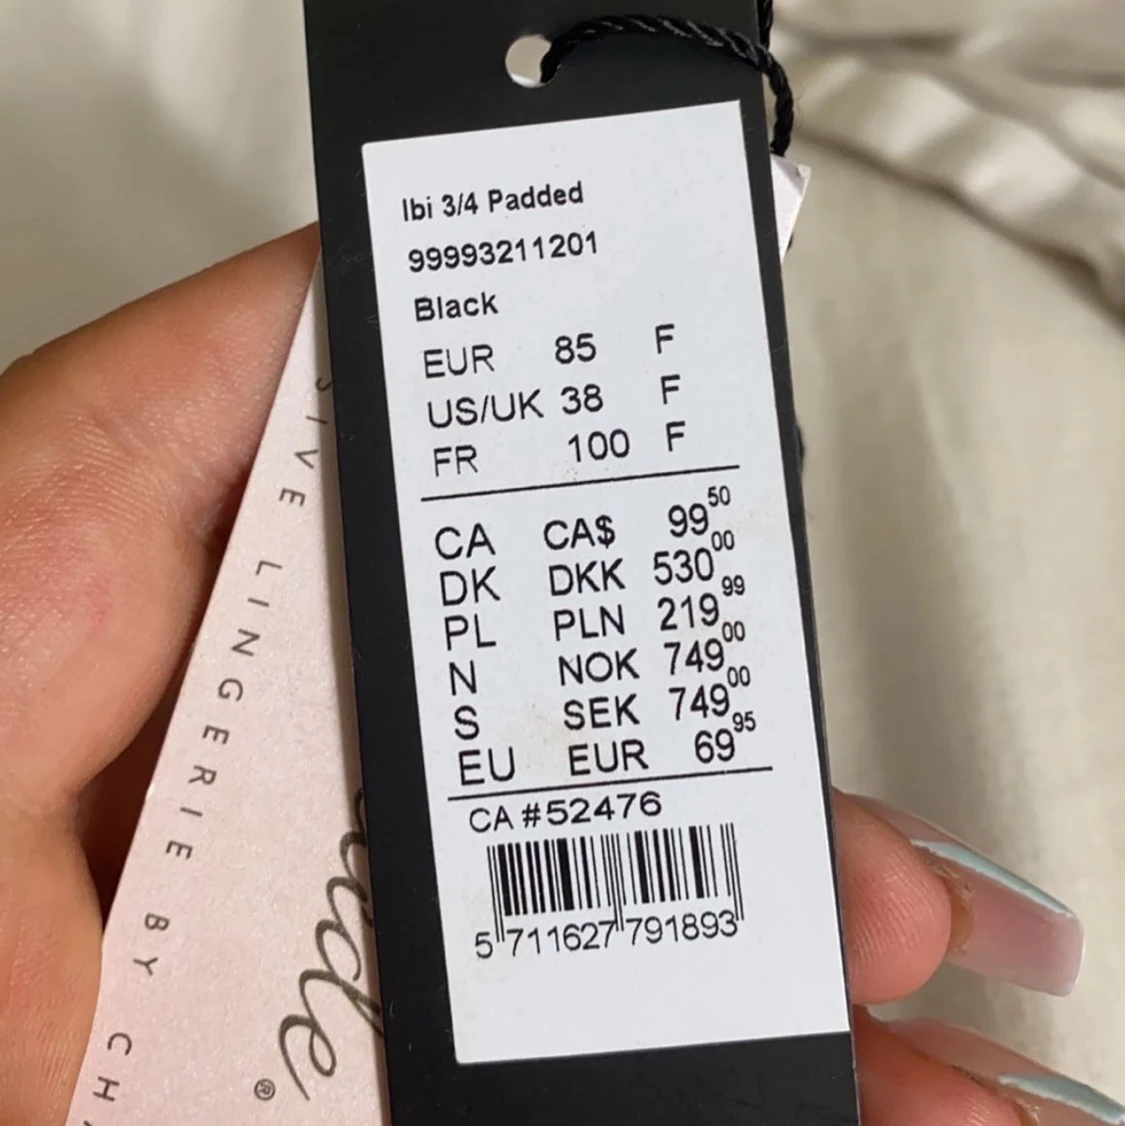 Ibi 3/4 Padded
99993211201
Black
EUR 85 F
US/UK 38 F
FR 100 F
CA CA$ 99 50
DK DKK 530 00
PL PLN 219 99
N NOK 749 00
S SEK 749 00
EU EUR 69 95
CA #52476
5 711627 791893
LINGERIE BY
®